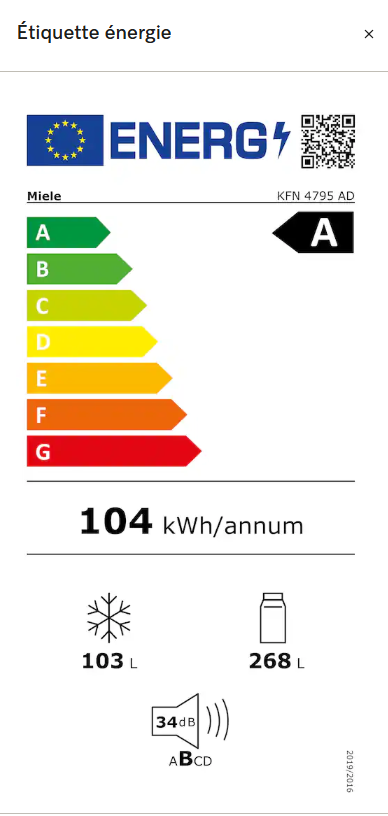 Étiquette énergie ×
ENERG
Miele KFN 4795 AD
A A
B
C
D
E
F
G
104 kWh/annum
103 L 268 L
34dB
ABCD
2019/2016